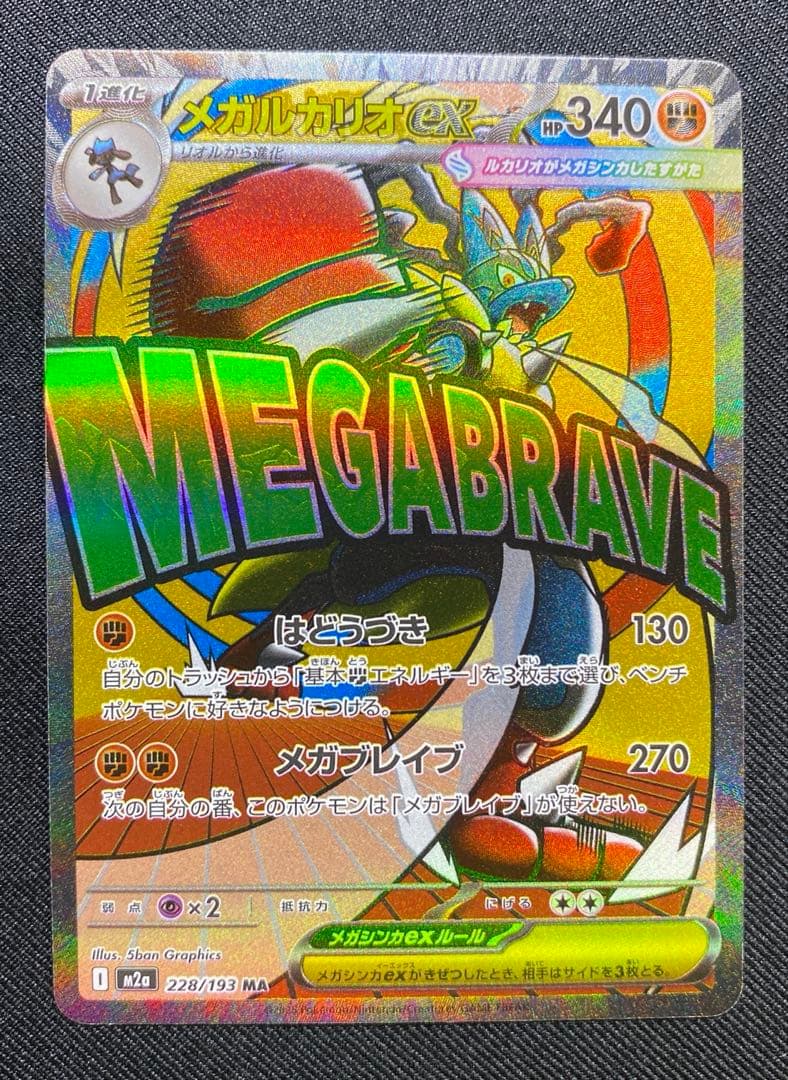 1進化
メガルカリオex
HP340
リオルから進化
ルカリオがメガシンカしたすがた
MEGABRAVE
はどうづき 130
自分のトラッシュから「基本エネルギー」を3枚まで選び、ベンチ
ポケモンに好きなようにつける。
メガブレイブ 270
次の自分の番、このポケモンは「メガブレイブ」が使えない。
弱点 ×2 抵抗力 にげる
メガシンカexルール
メガシンカexがきぜつしたとき、相手はサイドを3枚とる。
Illus. 5ban Graphics
I M2a 228/193 MA
©2025 Pokémon/Nintendo/Creatures/GAME FREAK